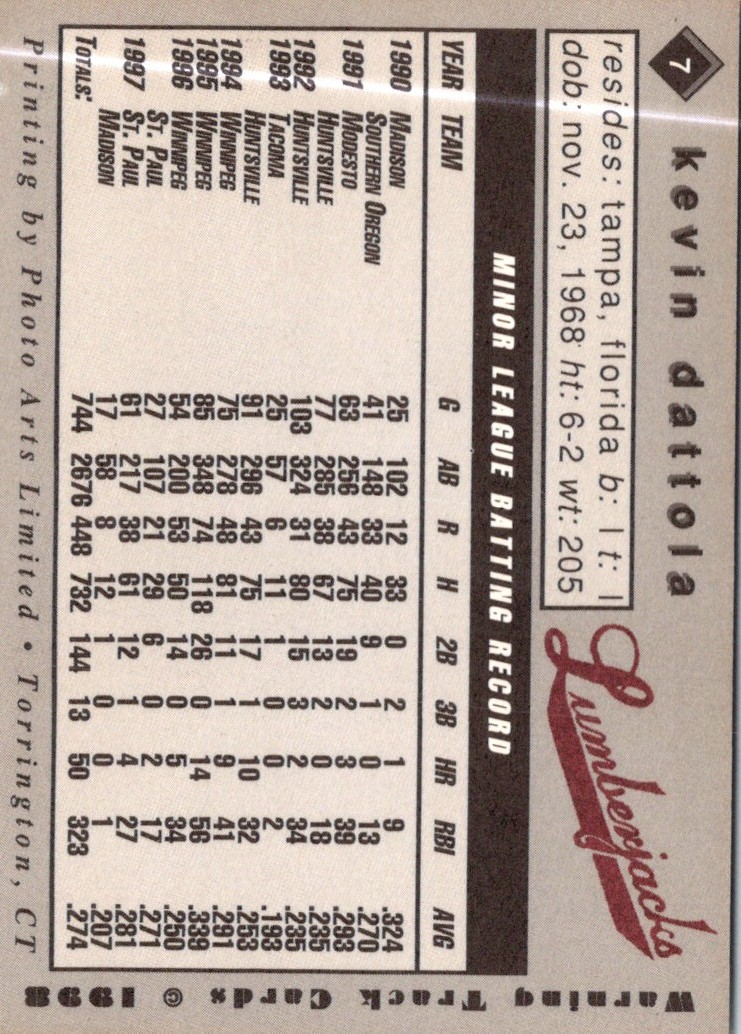 7 kevin dattola
resides: tampa, florida b: l t: l
dob: nov. 23, 1968 ht: 6-2 wt: 205
Lumberjacks
MINOR LEAGUE BATTING RECORD
YEAR TEAM G AB R H 2B 3B HR RBI AVG
1990 MADISON 25 102 12 33 0 2 1 9 .324
SOUTHERN OREGON 41 148 33 40 9 1 0 13 .270
1991 MODESTO 63 256 43 75 19 2 3 39 .293
HUNTSVILLE 77 285 38 67 13 2 0 18 .235
1992 HUNTSVILLE 103 324 31 80 15 3 2 34 .235
1993 TACOMA 25 57 6 11 1 0 0 2 .193
HUNTSVILLE 91 296 43 75 17 1 10 32 .253
1994 WINNIPEG 75 278 48 81 11 1 9 41 .291
1995 WINNIPEG 85 348 74 118 26 0 14 56 .339
1996 WINNIPEG 54 200 53 50 14 0 5 34 .250
ST. PAUL 27 107 21 29 6 0 2 17 .271
1997 ST. PAUL 61 217 38 61 12 1 4 27 .281
MADISON 17 58 8 12 1 0 0 1 .207
TOTALS: 744 2676 448 732 144 13 50 323 .274
Printing by Photo Arts Limited • Torrington, CT
Warning Track Cards © 1998